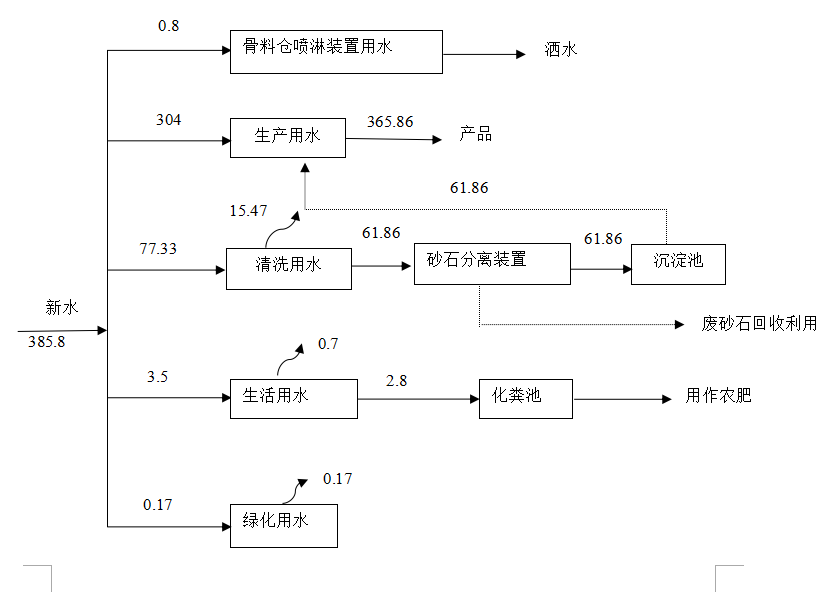 0.8
骨料仓喷淋装置用水
洒水
304
生产用水
365.86
产品
61.86
15.47
77.33
清洗用水
61.86
砂石分离装置
61.86
沉淀池
新水
385.8
废砂石回收利用
0.7
3.5
生活用水
2.8
化粪池
用作农肥
0.17
0.17
绿化用水